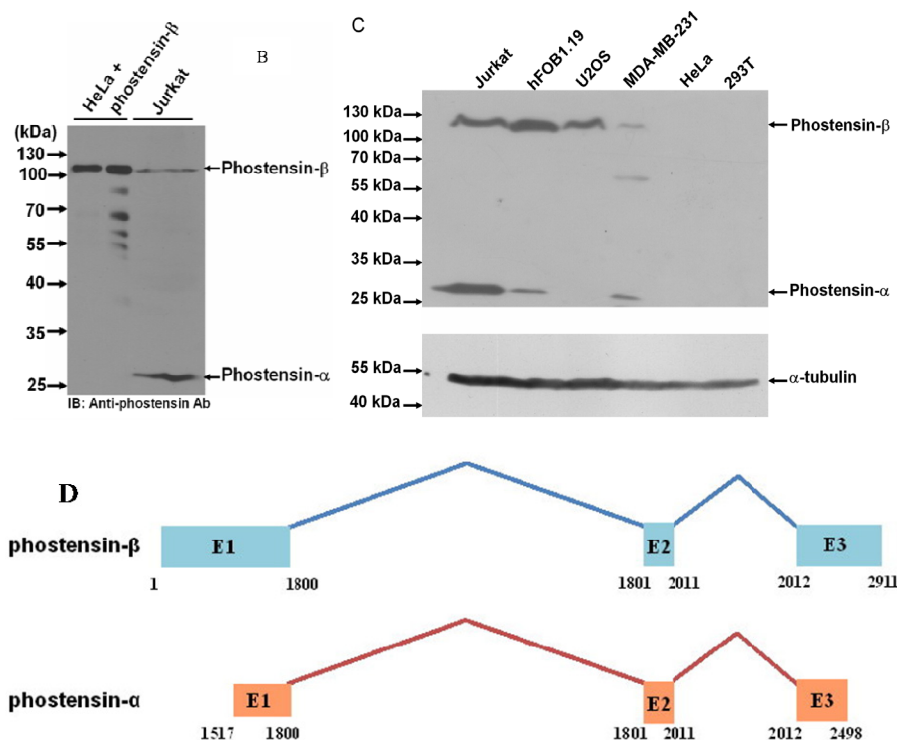 B
HeLa +
phostensin-β
Jurkat
(kDa)
130
100
70
55
40
35
25
Phostensin-β
Phostensin-α
IB: Anti-phostensin Ab
C
Jurkat
hFOB1.19
U2OS
MDA-MB-231
HeLa
293T
130 kDa
100 kDa
70 kDa
55 kDa
40 kDa
35 kDa
25 kDa
Phostensin-β
Phostensin-α
55 kDa
40 kDa
α-tubulin
D
phostensin-β
E1
E2
E3
1
1800
1801
2011
2012
2911
phostensin-α
E1
E2
E3
1517
1800
1801
2011
2012
2498